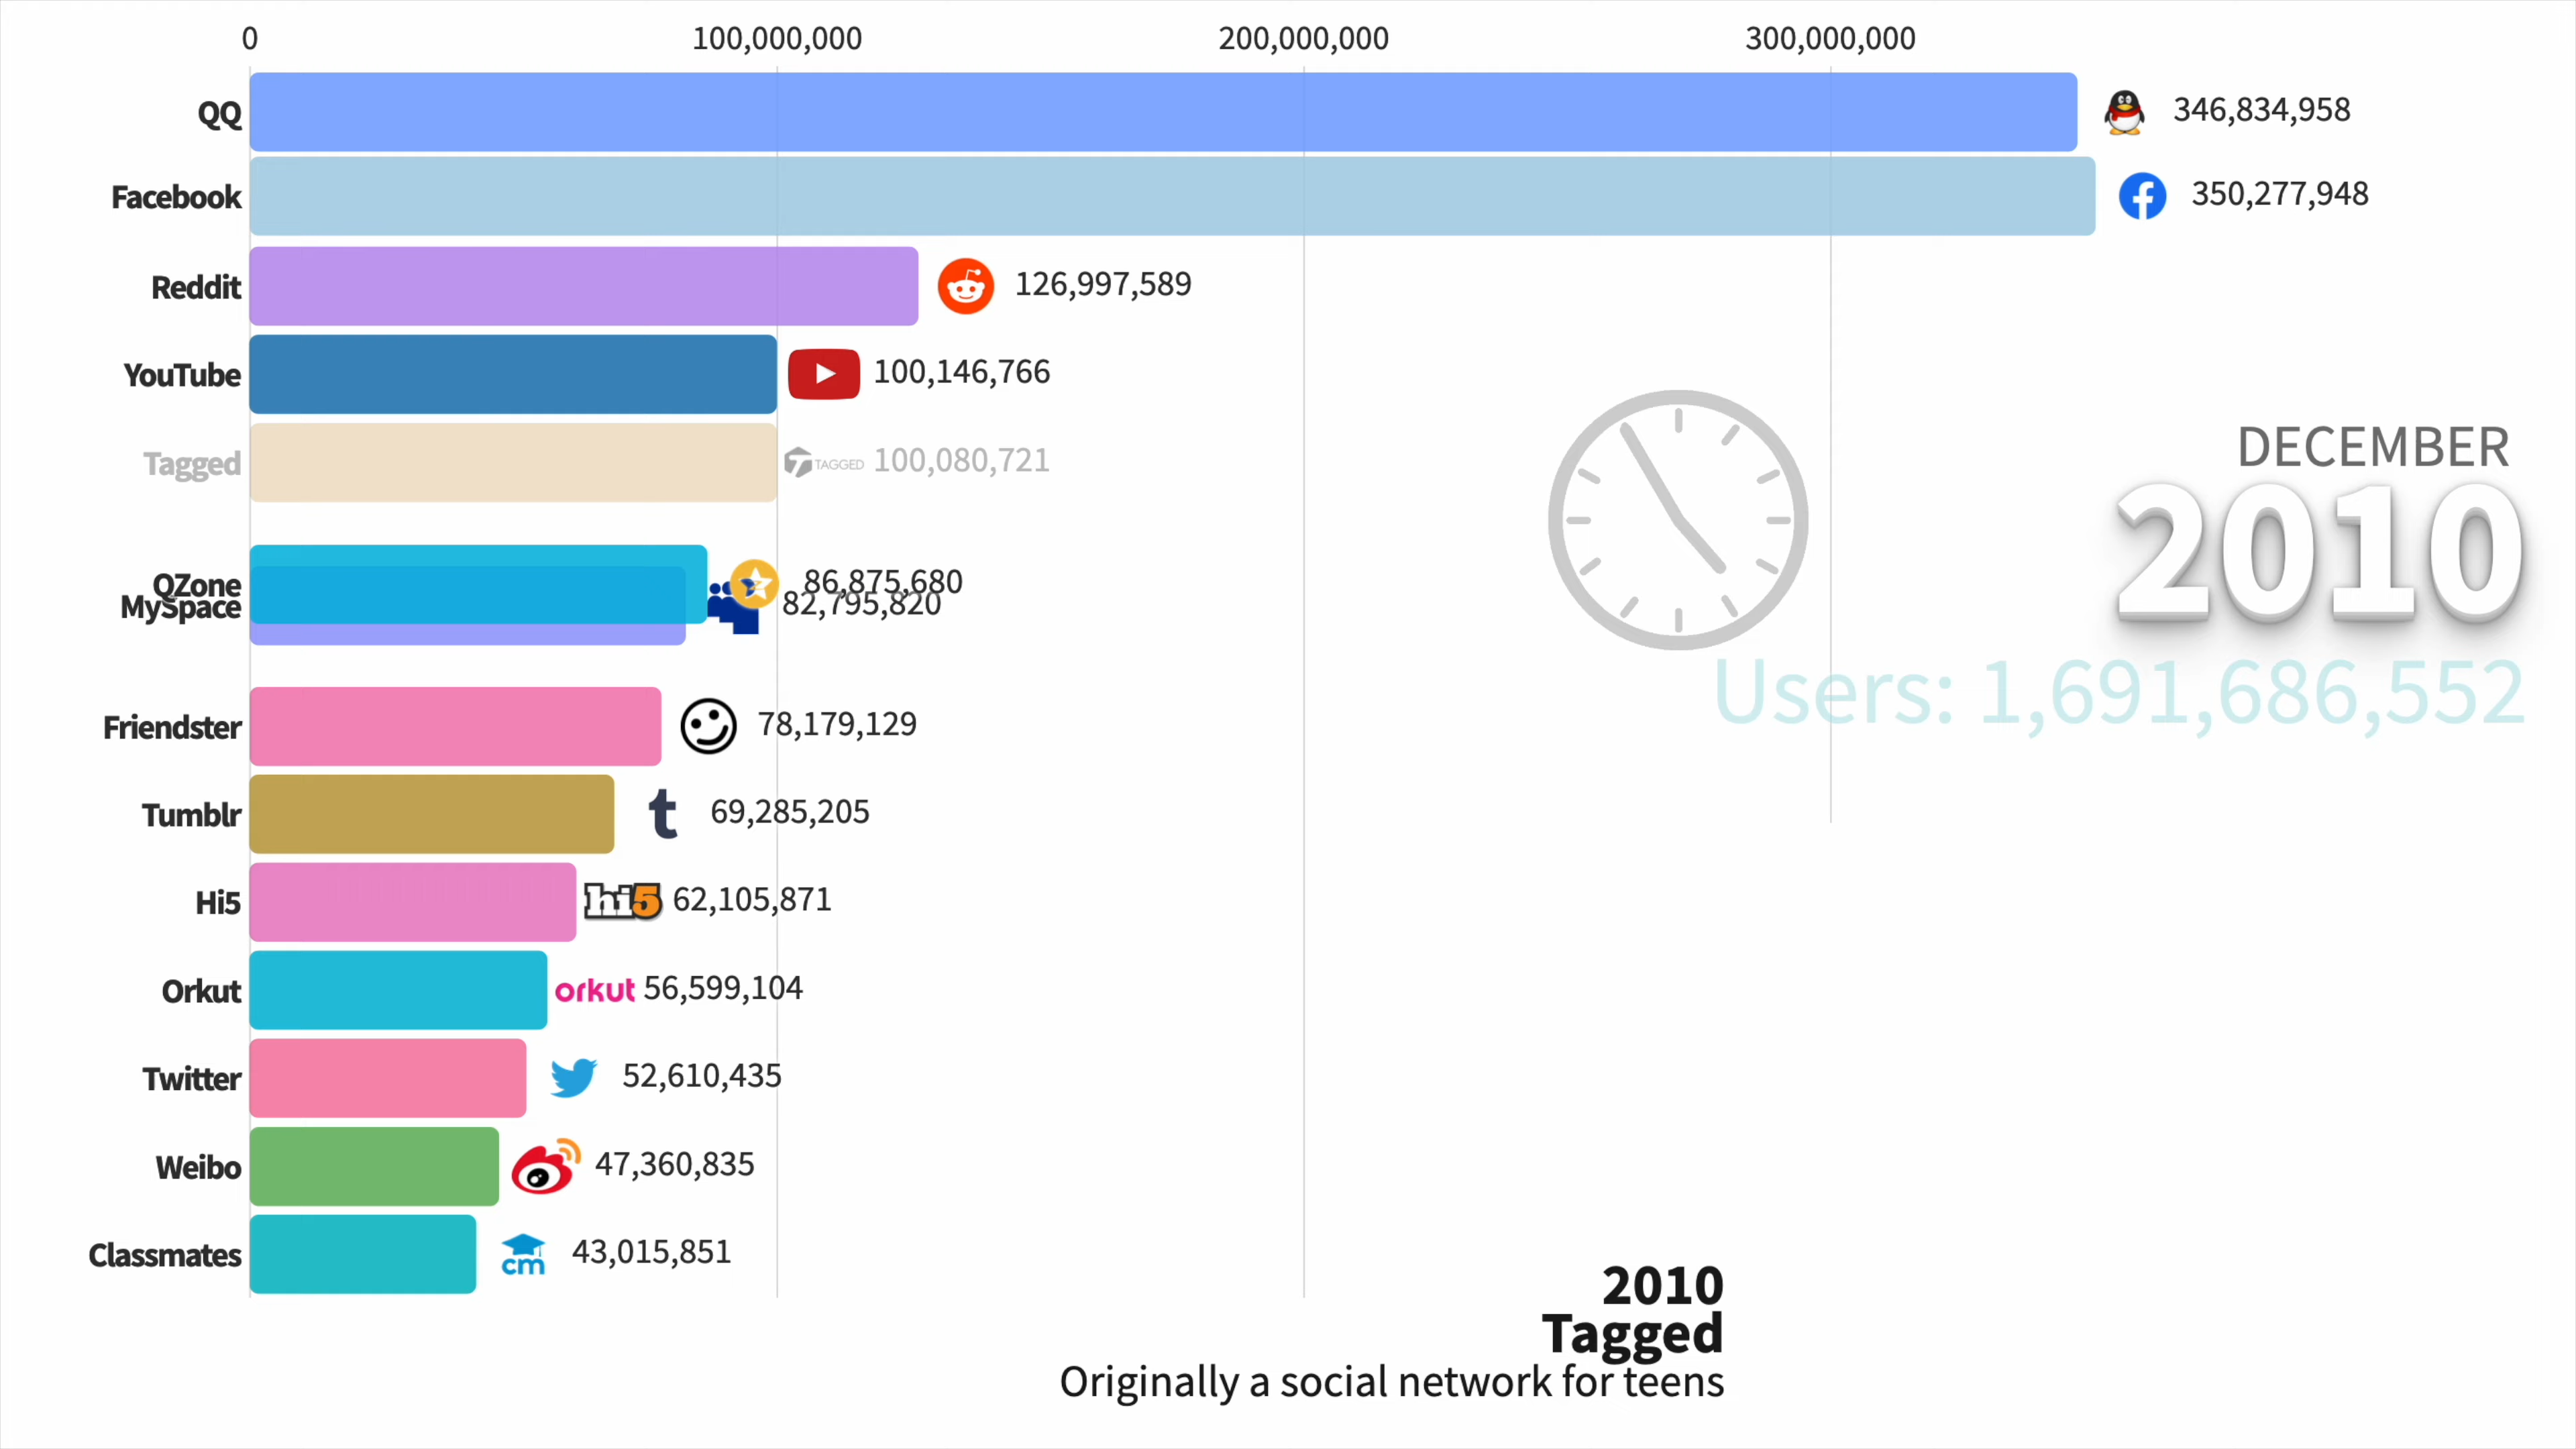 0 100,000,000 200,000,000 300,000,000
QQ 346,834,958
Facebook 350,277,948
Reddit 126,997,589
YouTube 100,146,766
Tagged TAGGED 100,080,721
QZone 86,875,680
MySpace 82,795,820
DECEMBER
2010
Users: 1,691,686,552
Friendster 78,179,129
Tumblr t 69,285,205
Hi5 hi5 62,105,871
Orkut orkut 56,599,104
Twitter 52,610,435
Weibo 47,360,835
Classmates cm 43,015,851
2010
Tagged
Originally a social network for teens